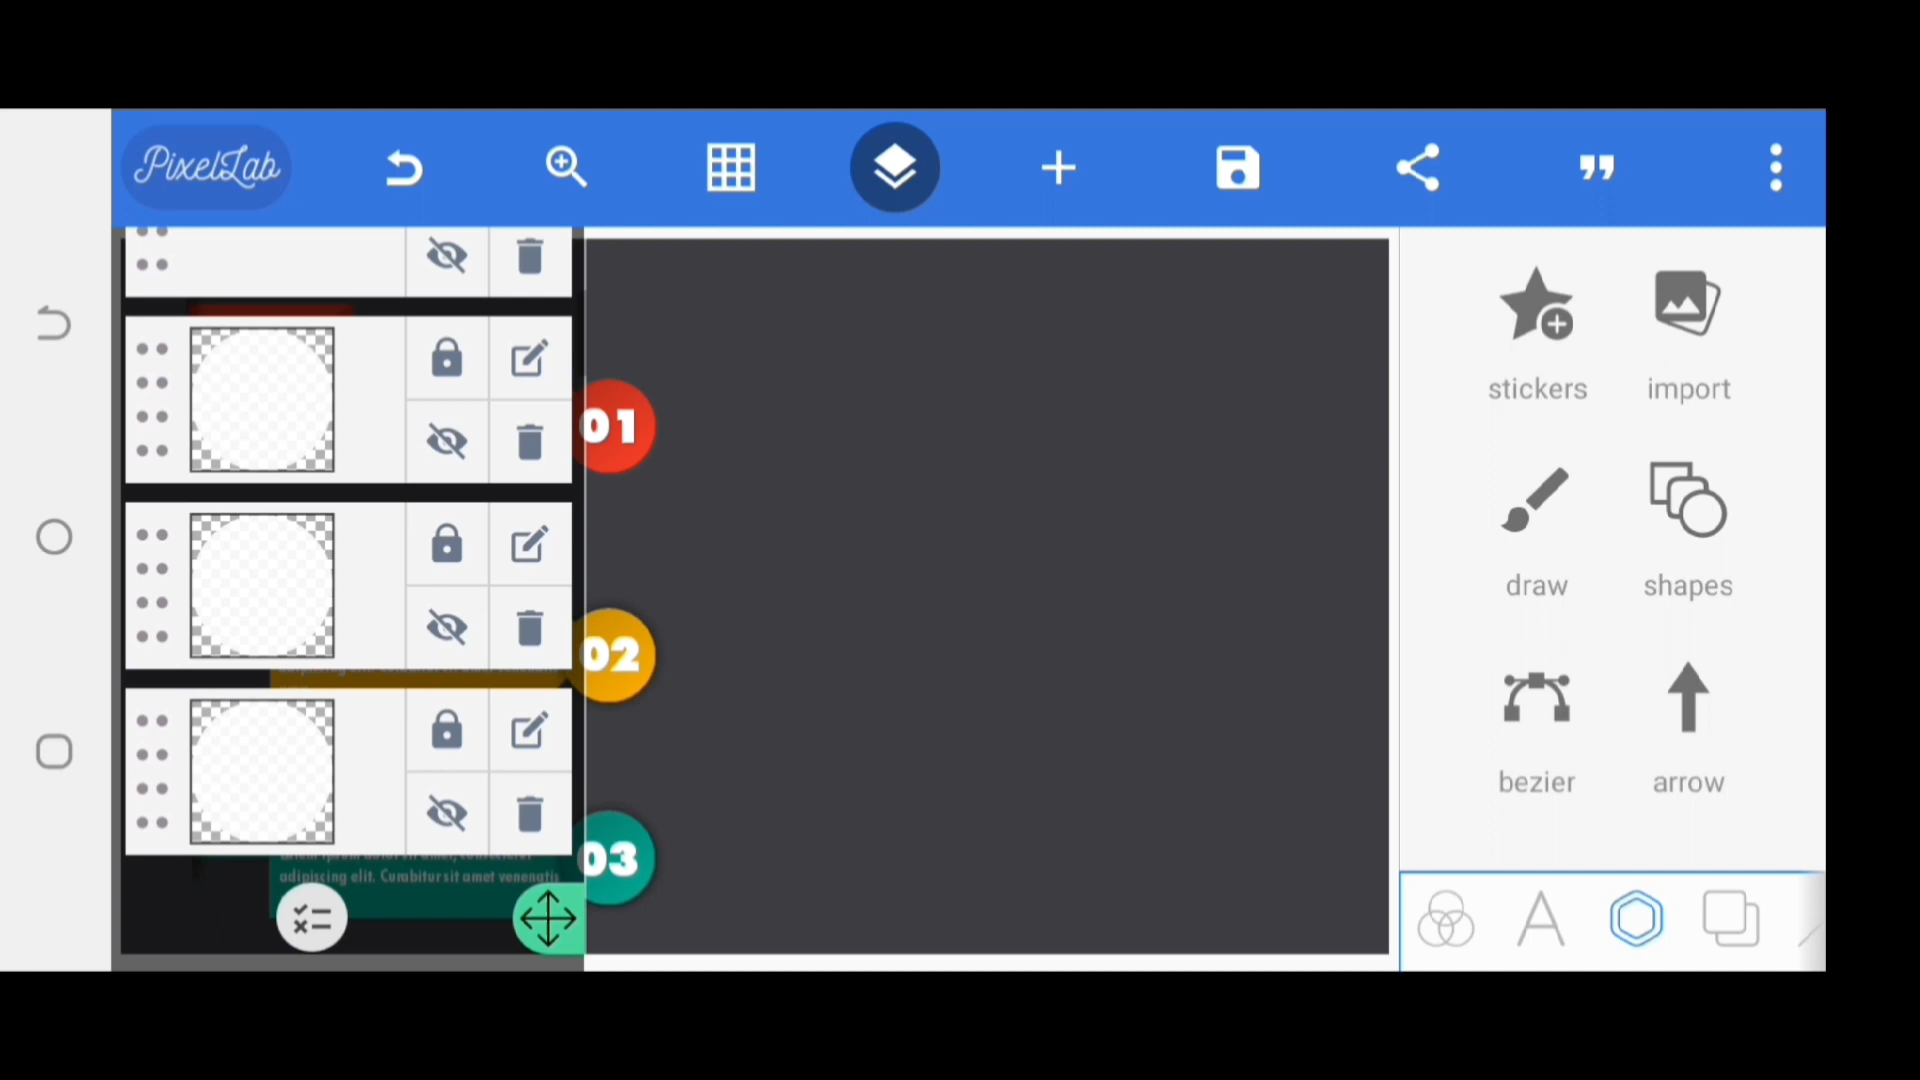 PixelLab
stickers
import
01
draw
shapes
02
bezier
arrow
03
adipiscing elit. Curabitur sit amet venenatis